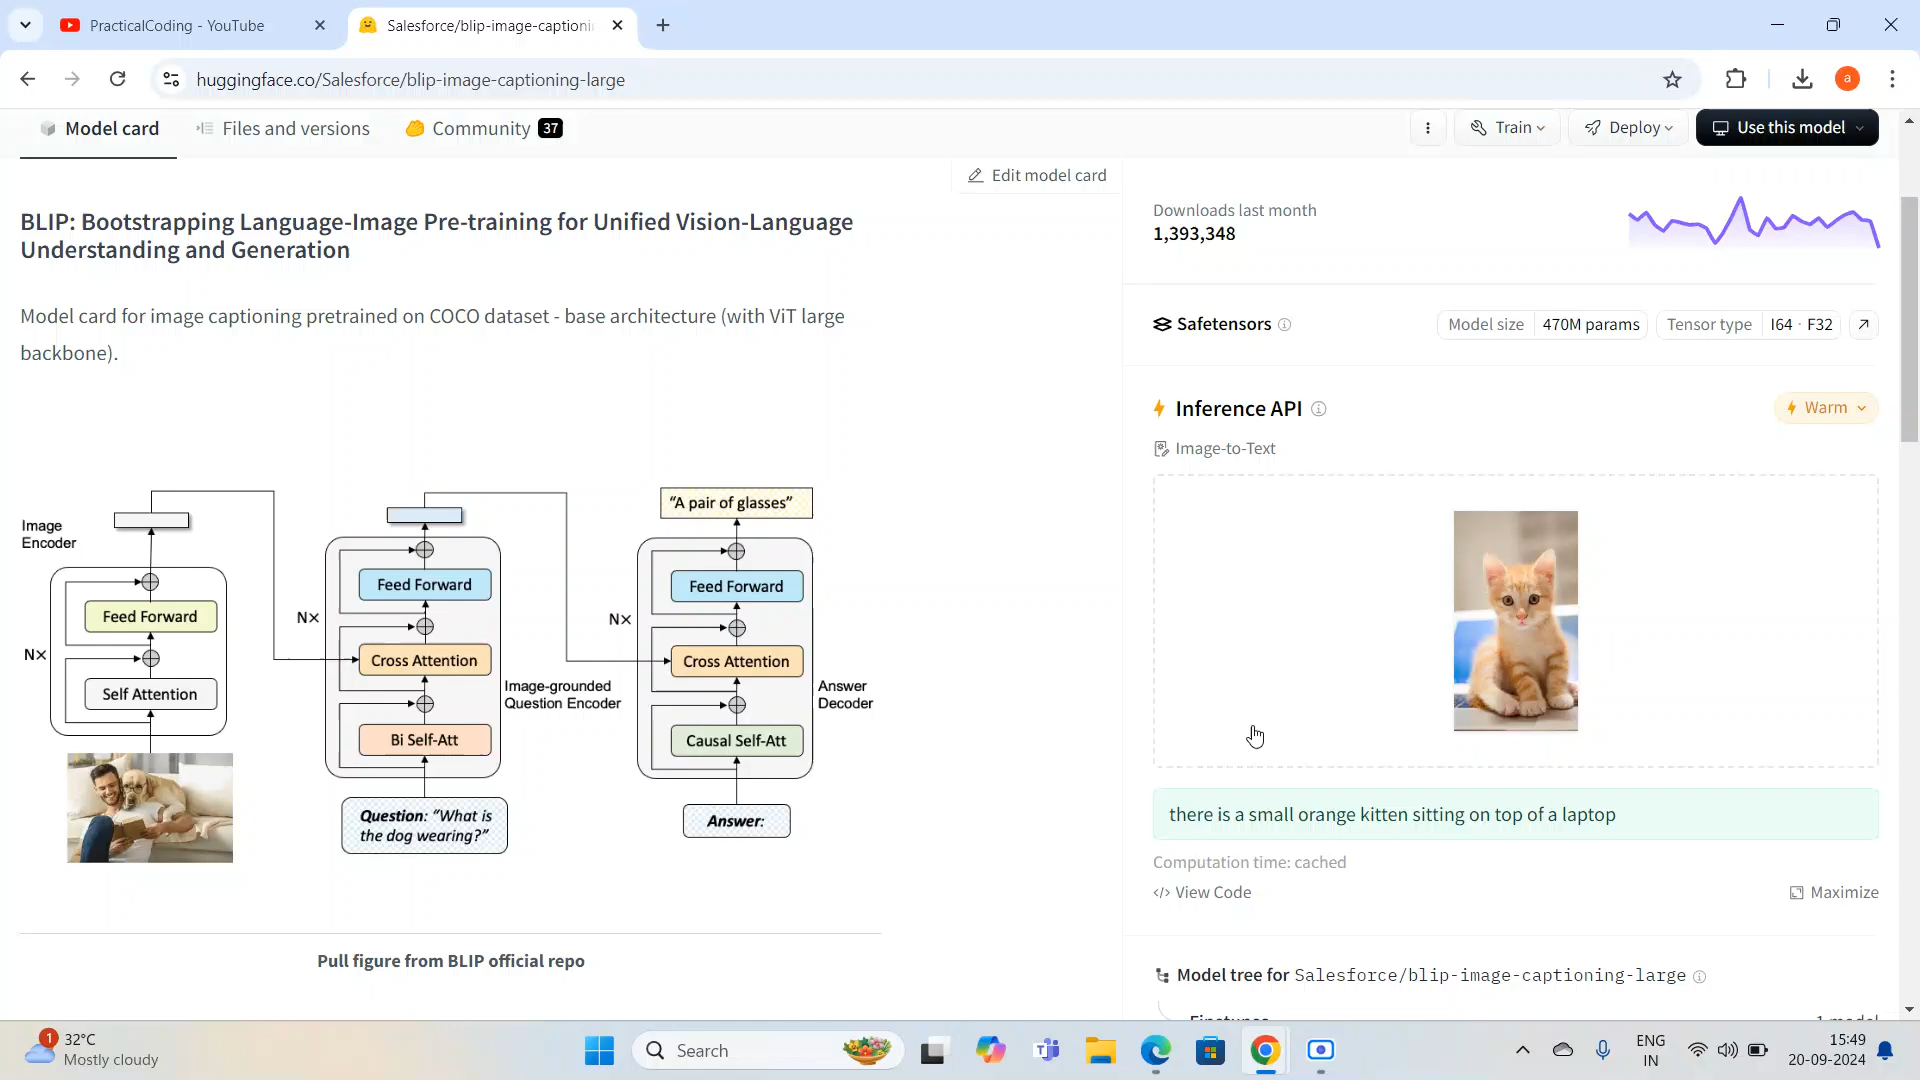 PracticalCoding - YouTube
Salesforce/blip-image-captioni
huggingface.co/Salesforce/blip-image-captioning-large
a
Model card
Files and versions
Community 37
Train
Deploy
Use this model
Edit model card
BLIP: Bootstrapping Language-Image Pre-training for Unified Vision-Language
Understanding and Generation
Model card for image captioning pretrained on COCO dataset - base architecture (with ViT large
backbone).
Image
Encoder
N×
Feed Forward
Self Attention
N×
Feed Forward
Cross Attention
Bi Self-Att
Image-grounded
Question Encoder
Question: “What is
the dog wearing?”
“A pair of glasses”
N×
Feed Forward
Cross Attention
Causal Self-Att
Answer
Decoder
Answer:
Pull figure from BLIP official repo
Downloads last month
1,393,348
Safetensors
Model size 470M params
Tensor type I64 · F32
Inference API
Warm
Image-to-Text
there is a small orange kitten sitting on top of a laptop
Computation time: cached
</> View Code
Maximize
Model tree for Salesforce/blip-image-captioning-large
Finetunes
1 model
1
32°C
Mostly cloudy
Search
ENG
IN
15:49
20-09-2024